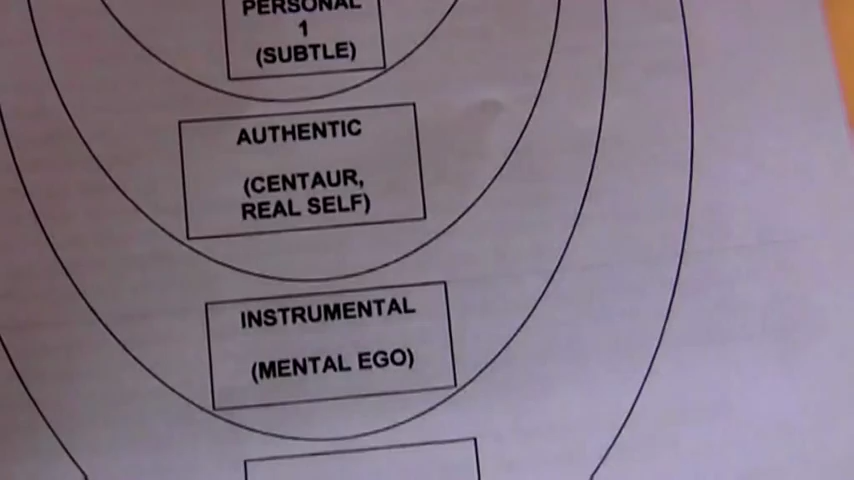 PERSONAL
1
(SUBTLE)
AUTHENTIC
(CENTAUR,
REAL SELF)
INSTRUMENTAL
(MENTAL EGO)